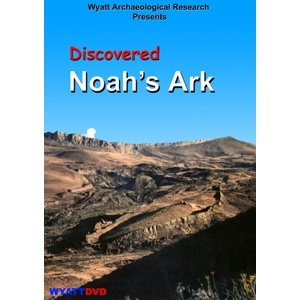 Wyatt Archaeological Research
Presents
Discovered
Noah's Ark
WYATTDVD